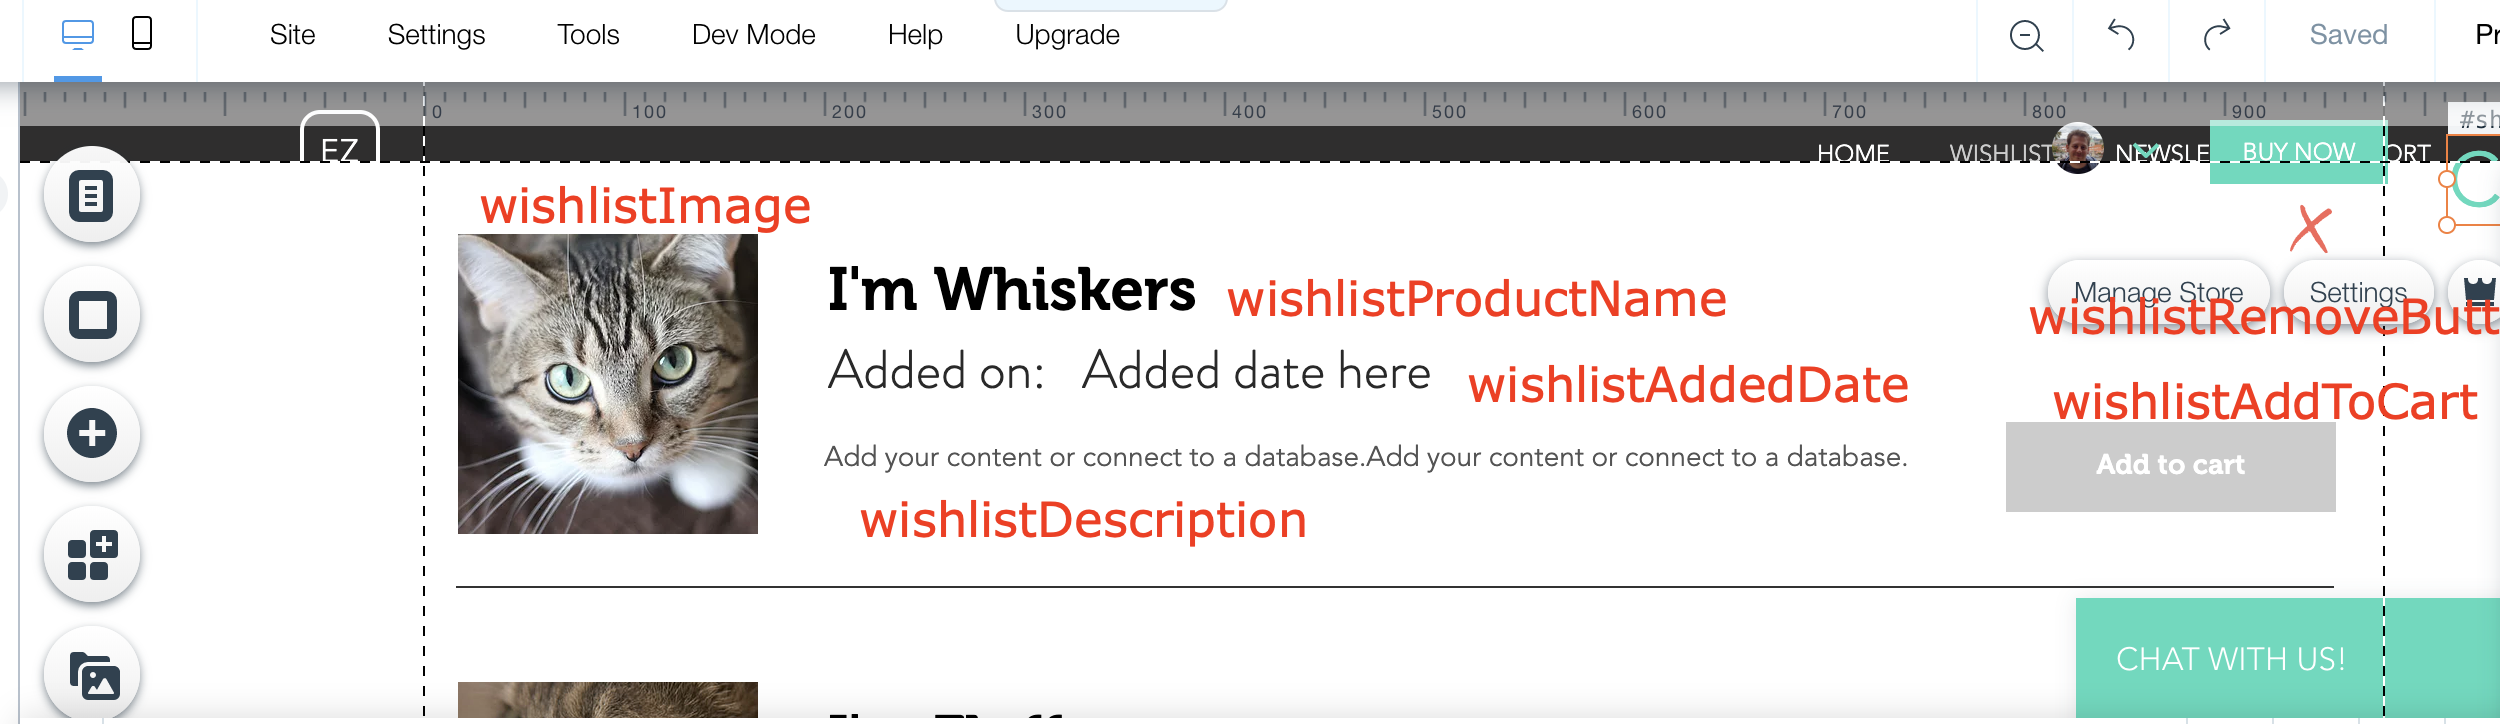 Site Settings Tools Dev Mode Help Upgrade Saved Pr
0 100 200 300 400 500 600 700 800 900
#sh
EZ HOME WISHLIST NEWSLE BUY NOW ORT
wishlistImage
I'm Whiskers wishlistProductName
Manage Store Settings
wishlistRemoveButt
Added on: Added date here wishlistAddedDate
wishlistAddToCart
Add your content or connect to a database.Add your content or connect to a database.
Add to cart
wishlistDescription
CHAT WITH US!